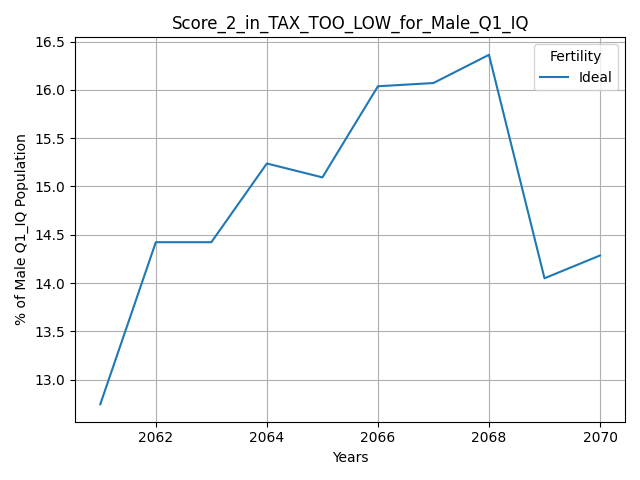 Score_2_in_TAX_TOO_LOW_for_Male_Q1_IQ
Fertility
Ideal
% of Male Q1_IQ Population
16.5
16.0
15.5
15.0
14.5
14.0
13.5
13.0
2062 2064 2066 2068 2070
Years